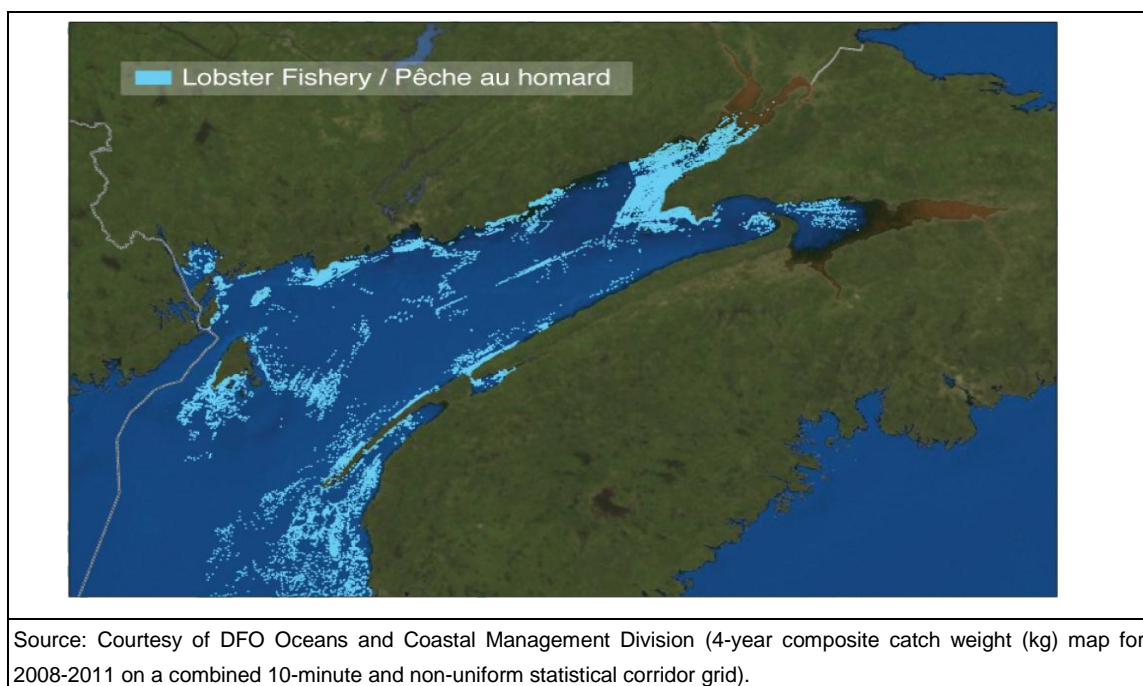 Lobster Fishery / Pêche au homard
Source: Courtesy of DFO Oceans and Coastal Management Division (4-year composite catch weight (kg) map for
2008-2011 on a combined 10-minute and non-uniform statistical corridor grid).